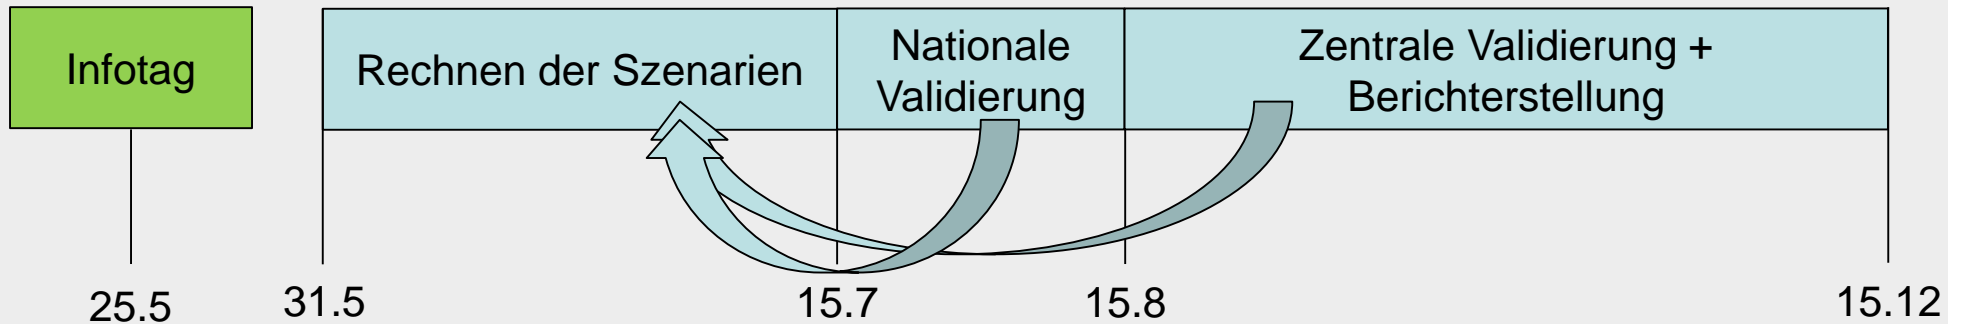 Infotag
Rechnen der Szenarien
Nationale
Validierung
Zentrale Validierung +
Berichterstellung
25.5
31.5
15.7
15.8
15.12